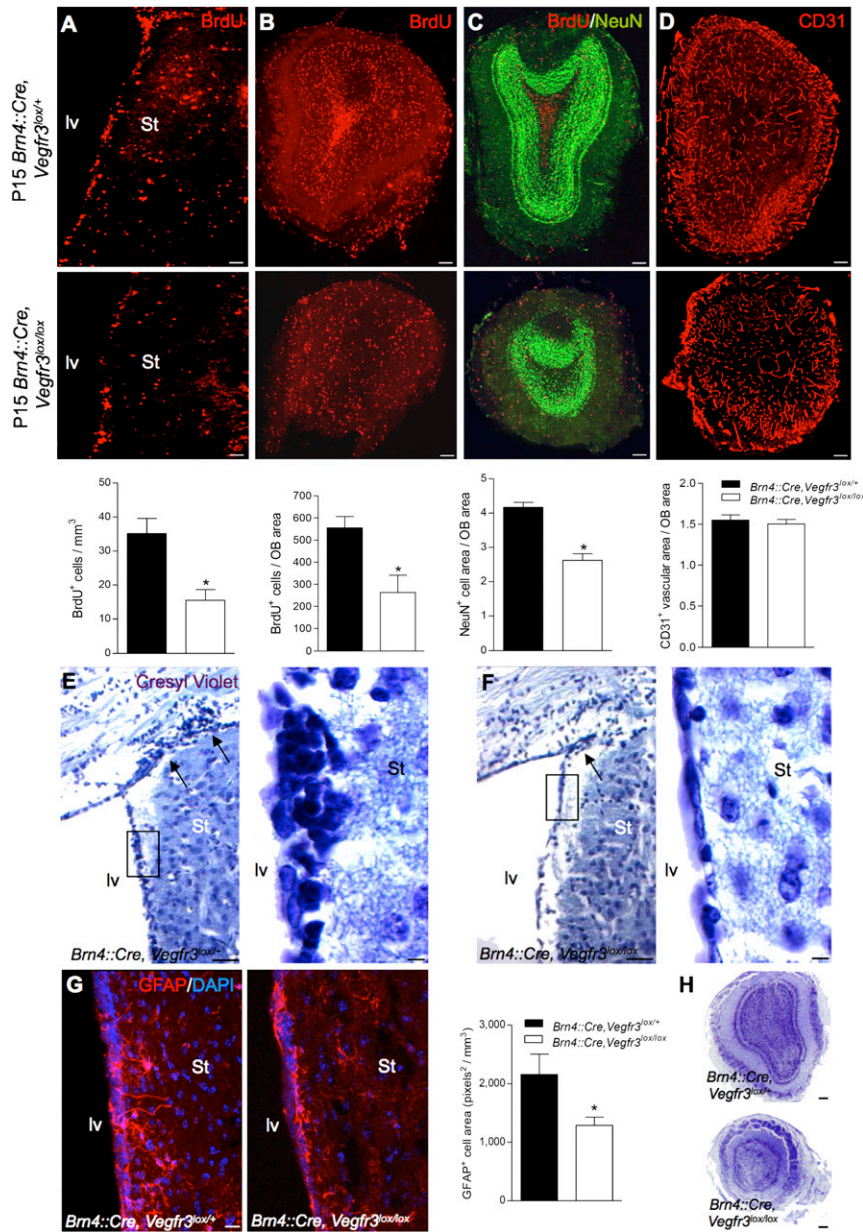 A
BrdU
B
BrdU
C
BrdU/NeuN
D
CD31
P15 Brn4::Cre,
Vegfr3lox/+
lv
St
P15 Brn4::Cre,
Vegfr3lox/lox
lv
St
BrdU+ cells / mm3
50
40
30
20
10
0
*
BrdU+ cells / OB area
700
600
500
400
300
200
100
0
*
NeuN+ cell area / OB area
5
4
3
2
1
0
*
CD31+ vascular area / OB area
2.0
1.5
1.0
0.5
0.0
Brn4::Cre,Vegfr3lox/+
Brn4::Cre,Vegfr3lox/lox
E
Cresyl Violet
St
lv
Brn4::Cre, Vegfr3lox/+
St
lv
F
St
lv
Brn4::Cre, Vegfr3lox/lox
St
lv
G
GFAP/DAPI
St
lv
Brn4::Cre, Vegfr3lox/+
St
lv
Brn4::Cre, Vegfr3lox/lox
GFAP+ cell area (pixels2 / mm3)
3,000
2,000
1,000
0
*
Brn4::Cre,Vegfr3lox/+
Brn4::Cre,Vegfr3lox/lox
H
Brn4::Cre,
Vegfr3lox/+
Brn4::Cre,
Vegfr3lox/lox